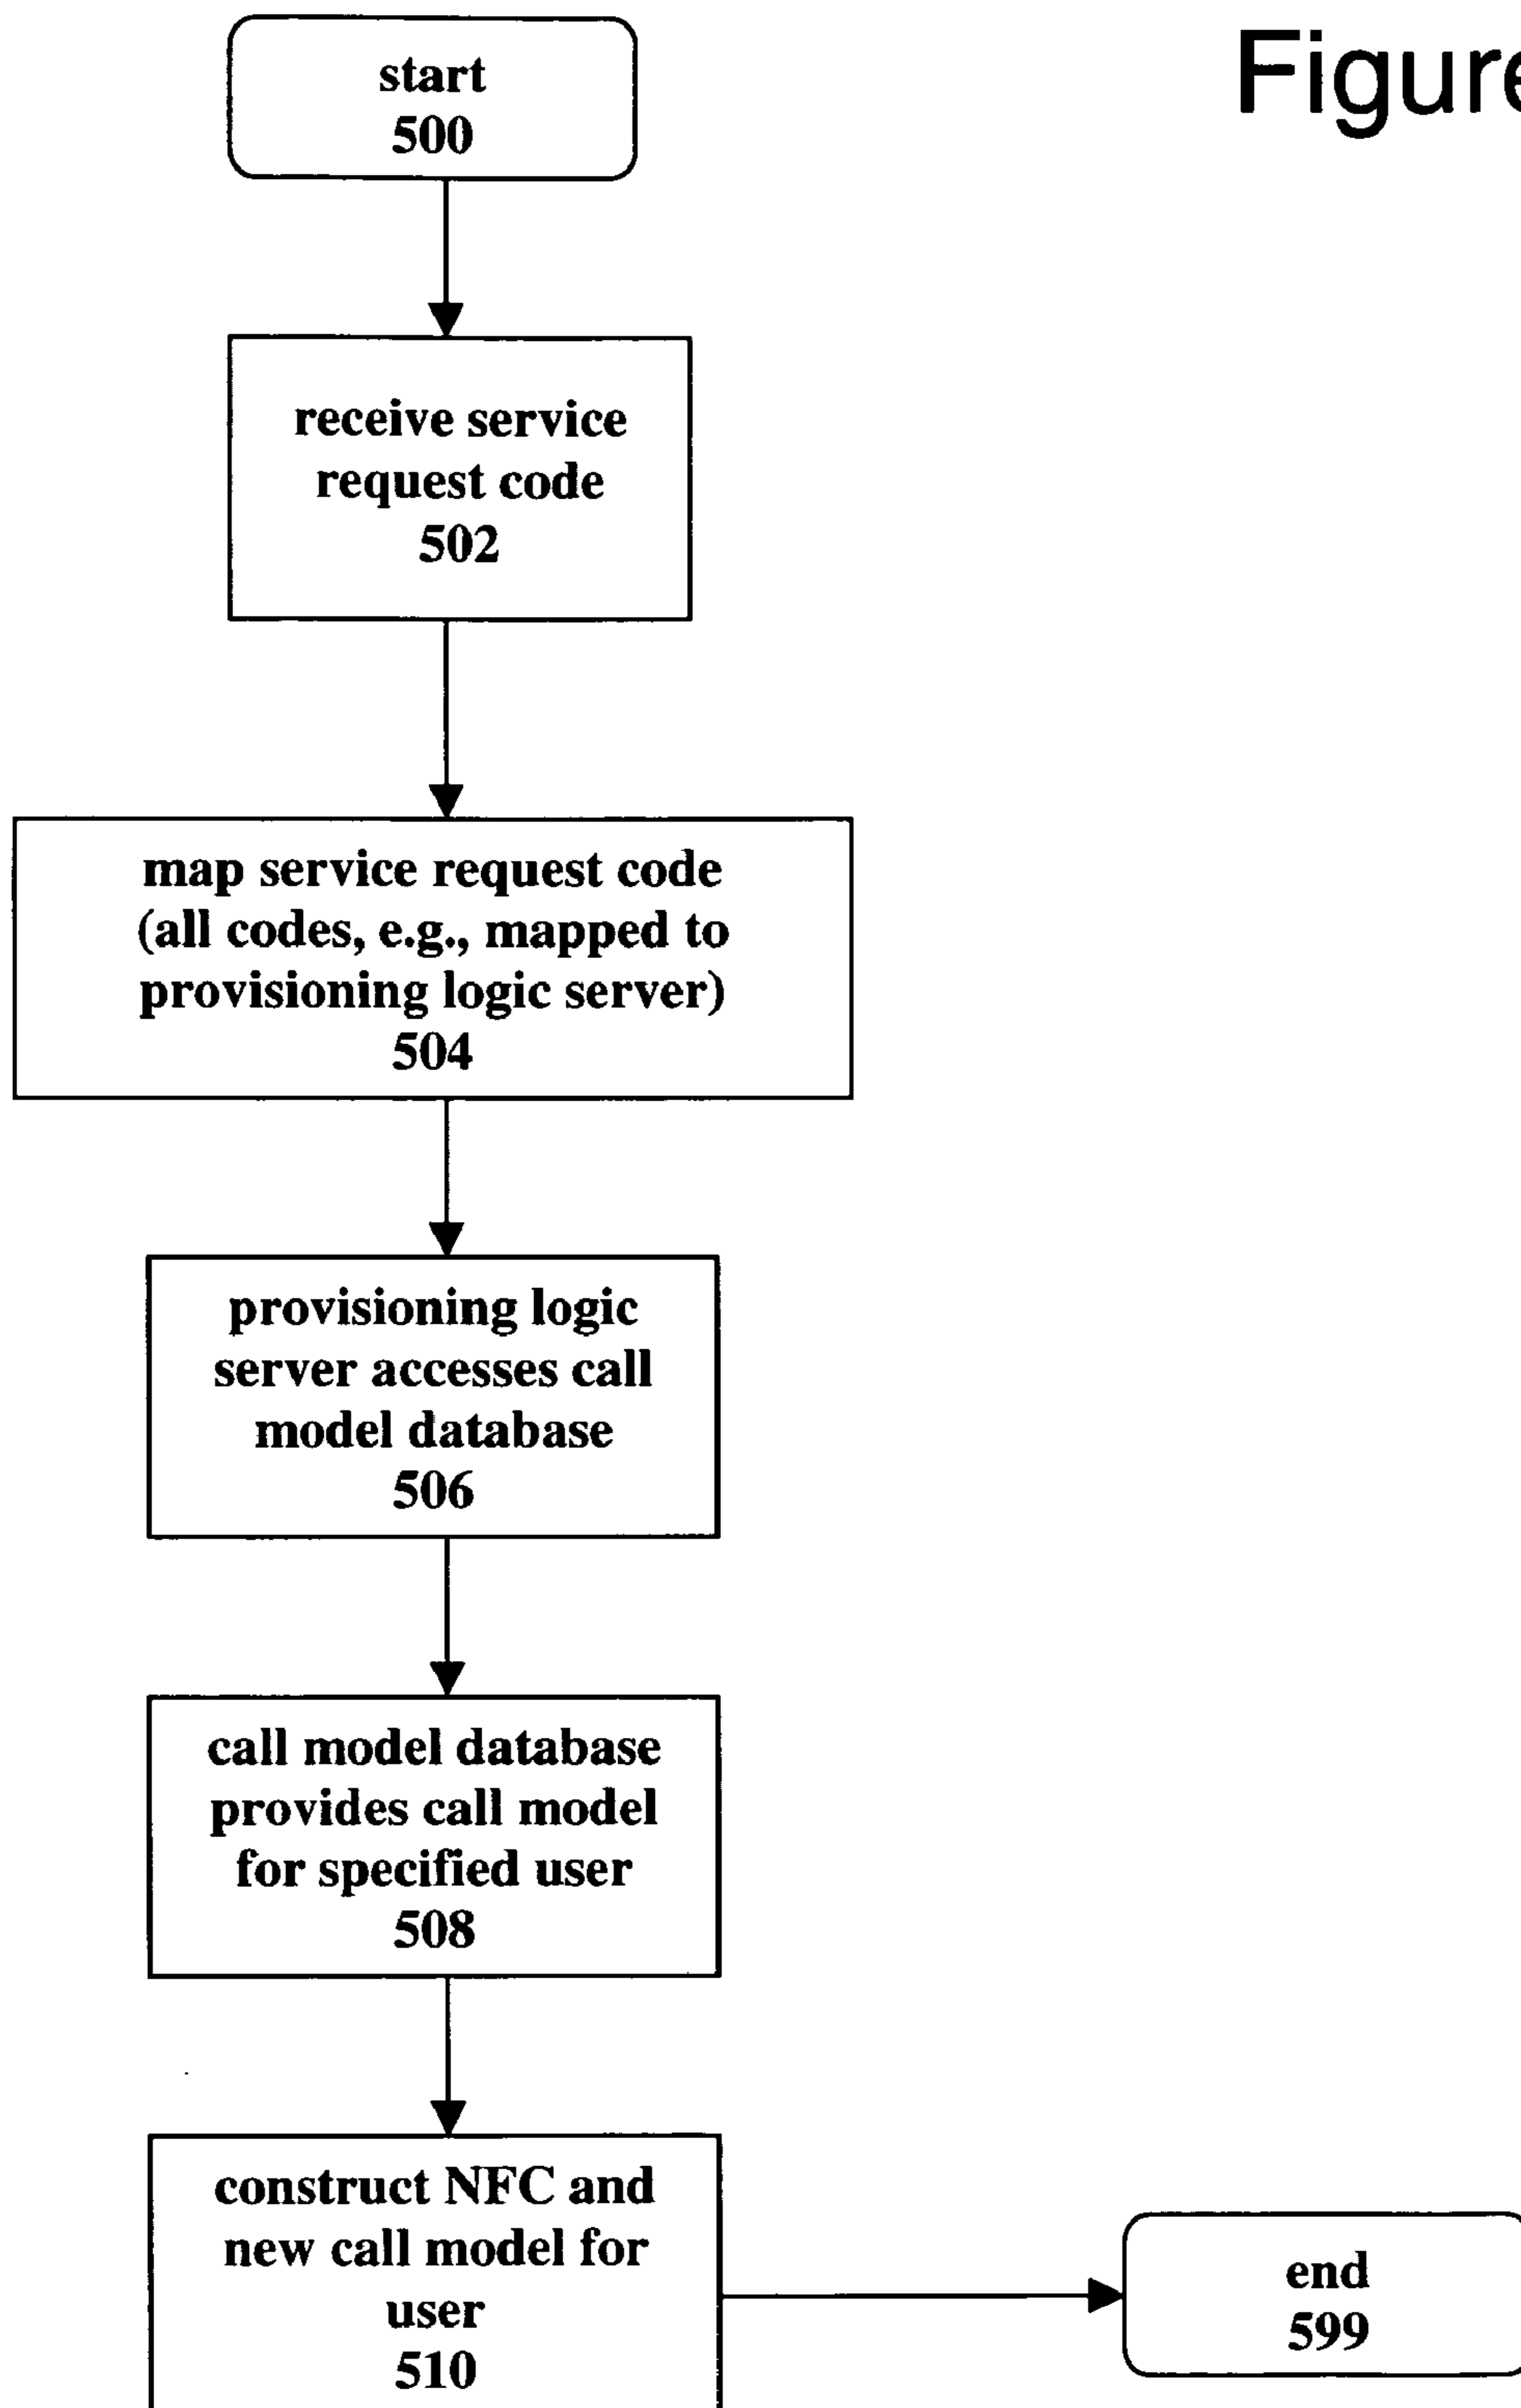 Figure
start
500
receive service
request code
502
map service request code
(all codes, e.g., mapped to
provisioning logic server)
504
provisioning logic
server accesses call
model database
506
call model database
provides call model
for specified user
508
construct NFC and
new call model for
user
510
end
599